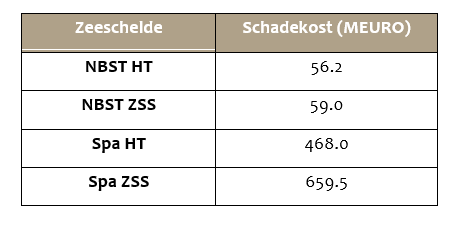 Zeeschelde Schadekost (MEURO)
NBST HT 56.2
NBST ZSS 59.0
Spa HT 468.0
Spa ZSS 659.5